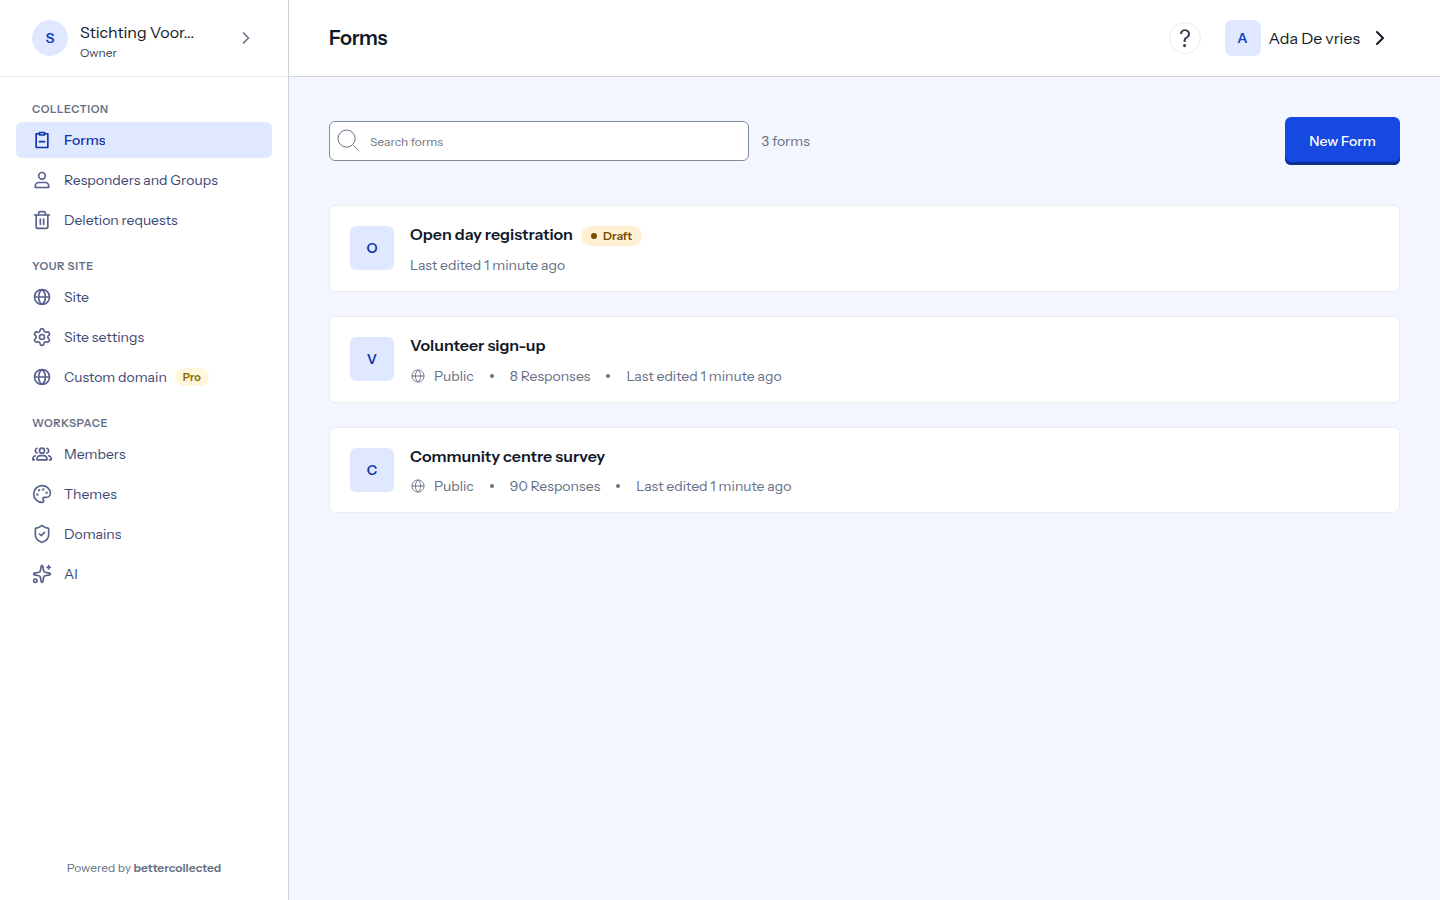 S
Stichting Voor...
Owner
Forms
?
A
Ada De vries
COLLECTION
Forms
Responders and Groups
Deletion requests
YOUR SITE
Site
Site settings
Custom domain Pro
WORKSPACE
Members
Themes
Domains
AI
Powered by bettercollected
Search forms
3 forms
New Form
O
Open day registration Draft
Last edited 1 minute ago
V
Volunteer sign-up
Public • 8 Responses • Last edited 1 minute ago
C
Community centre survey
Public • 90 Responses • Last edited 1 minute ago